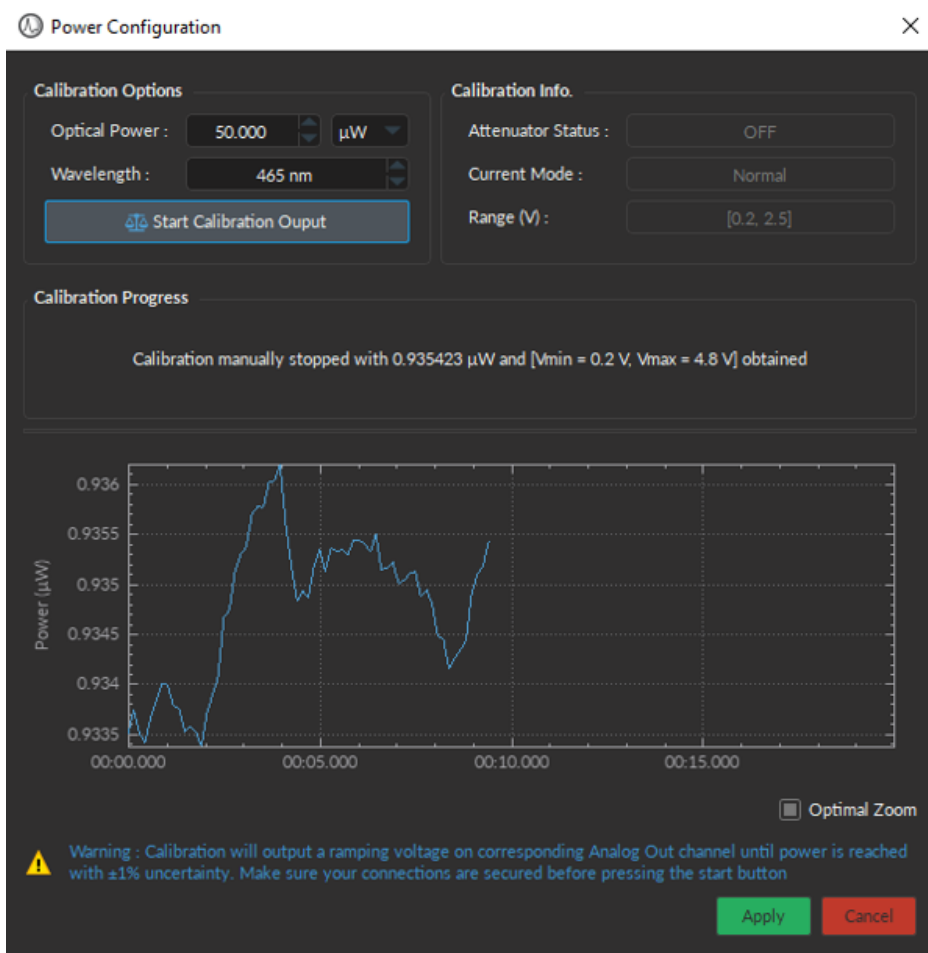 Power Configuration
Calibration Options
Optical Power : 50.000 µW
Wavelength : 465 nm
Start Calibration Ouput
Calibration Info.
Attenuator Status : OFF
Current Mode : Normal
Range (V) : [0.2, 2.5]
Calibration Progress
Calibration manually stopped with 0.935423 µW and [Vmin = 0.2 V, Vmax = 4.8 V] obtained
Power (µW)
0.936
0.9355
0.935
0.9345
0.934
0.9335
00:00.000 00:05.000 00:10.000 00:15.000
Optimal Zoom
Warning : Calibration will output a ramping voltage on corresponding Analog Out channel until power is reached
with ±1% uncertainty. Make sure your connections are secured before pressing the start button
Apply Cancel